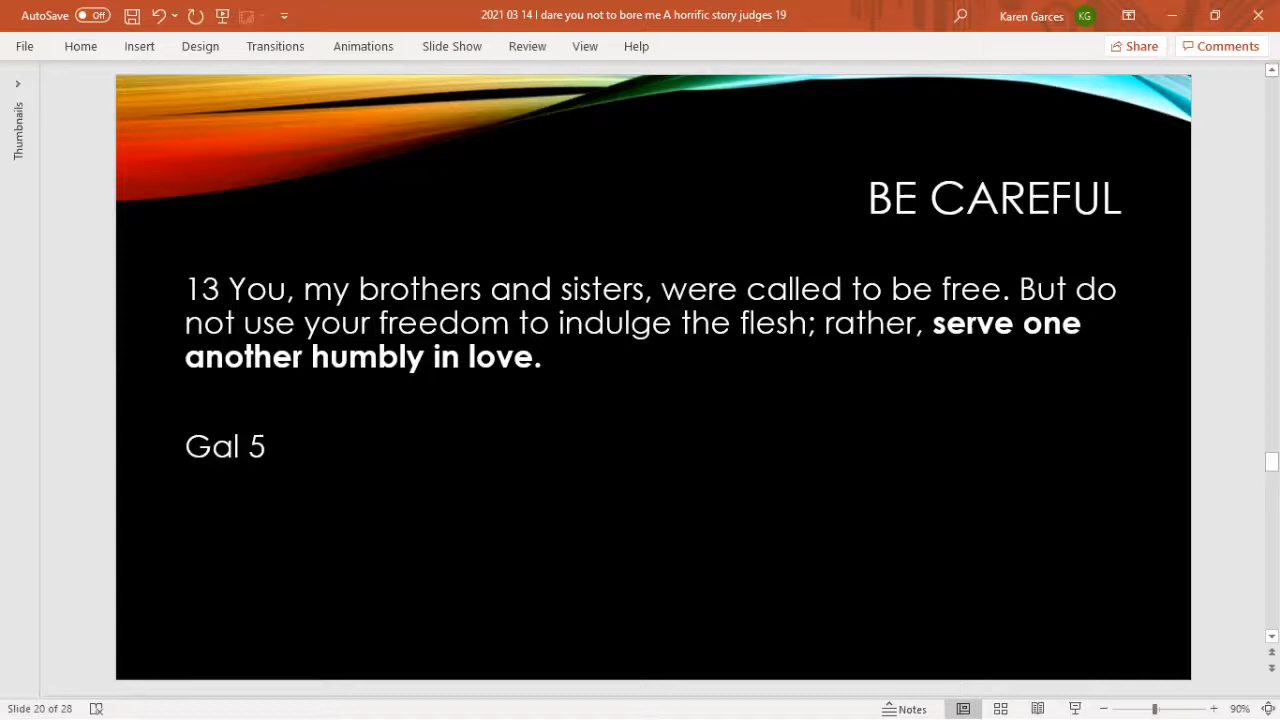 AutoSave Off 2021 03 14 I dare you not to bore me A horrific story judges 19 Karen Garces KG
File Home Insert Design Transitions Animations Slide Show Review View Help Share Comments
Thumbnails
BE CAREFUL
13 You, my brothers and sisters, were called to be free. But do
not use your freedom to indulge the flesh; rather, serve one
another humbly in love.
Gal 5
Slide 20 of 28 Notes 90%